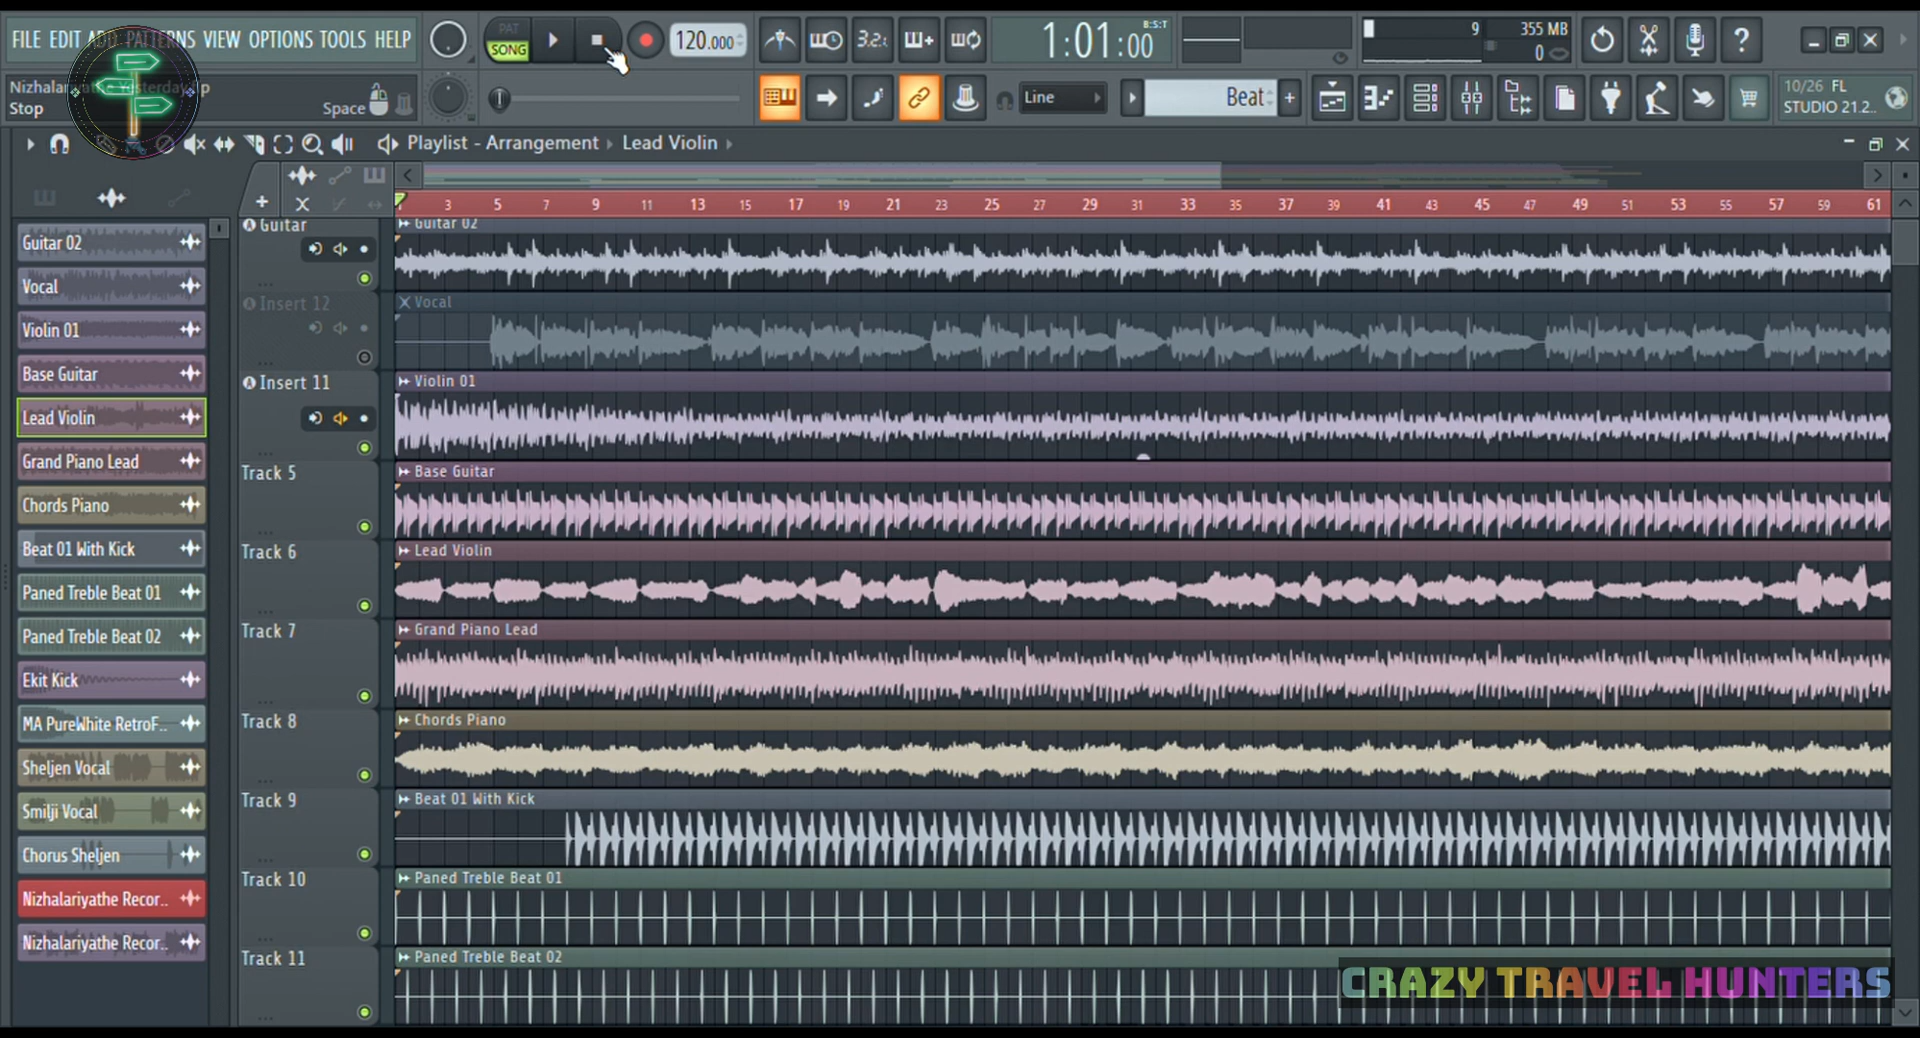 FILE EDIT ADD PATTERNS VIEW OPTIONS TOOLS HELP
PAT
SONG
120.000
3.2.:
1:01:00
B:S:T
9
355 MB
0
Stop
Space
Line
Beat
10/26 FL
STUDIO 21.2..
Playlist - Arrangement Lead Violin
1 3 5 7 9 11 13 15 17 19 21 23 25 27 29 31 33 35 37 39 41 43 45 47 49 51 53 55 57 59 61
Guitar 02
Vocal
Violin 01
Base Guitar
Lead Violin
Grand Piano Lead
Chords Piano
Beat 01 With Kick
Paned Treble Beat 01
Paned Treble Beat 02
Ekit Kick
MA PureWhite RetroF..
Sheljen Vocal
Smilji Vocal
Chorus Sheljen
Nizhalariyathe Recor..
Nizhalariyathe Recor..
Guitar
Guitar 02
Insert 12
Vocal
Insert 11
Violin 01
Track 5
Base Guitar
Track 6
Lead Violin
Track 7
Grand Piano Lead
Track 8
Chords Piano
Track 9
Beat 01 With Kick
Track 10
Paned Treble Beat 01
Track 11
Paned Treble Beat 02
CRAZY TRAVEL HUNTERS